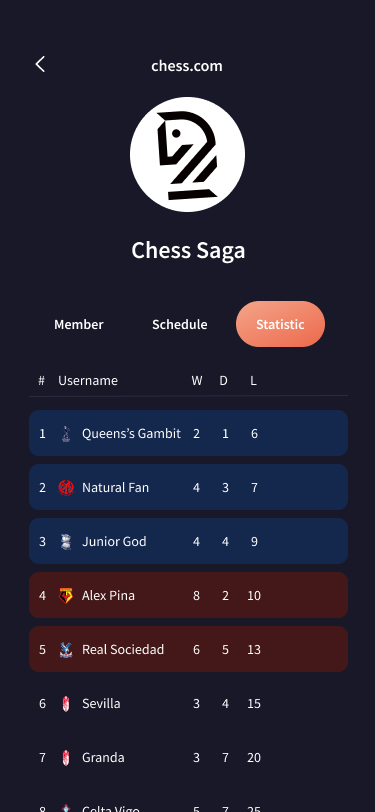 chess.com
Chess Saga
Member Schedule Statistic
# Username W D L
1 Queens's Gambit 2 1 6
2 Natural Fan 4 3 7
3 Junior God 4 4 9
4 Alex Pina 8 2 10
5 Real Sociedad 6 5 13
6 Sevilla 3 4 15
7 Granda 3 7 20
8 Celta Vigo 5 7 25